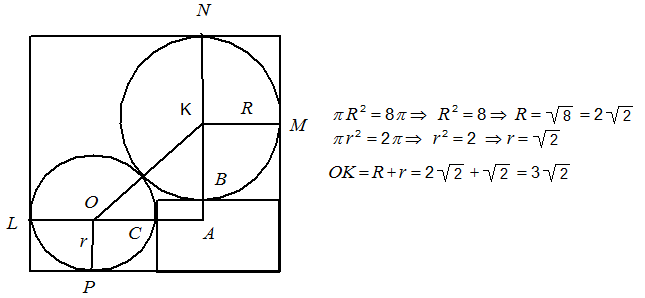 N
K
R
M
B
O
L
C
A
r
P
πR² = 8π ⇒ R² = 8 ⇒ R = √8 = 2√2
πr² = 2π ⇒ r² = 2 ⇒ r = √2
OK = R + r = 2√2 + √2 = 3√2